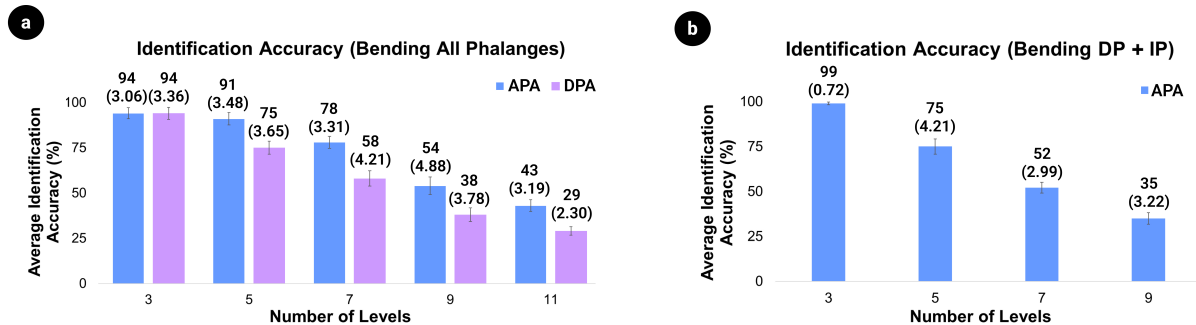 a
Identification Accuracy (Bending All Phalanges)
APA DPA
Average Identification
Accuracy (%)
100
75
50
25
0
94
(3.06)
94
(3.36)
91
(3.48)
75
(3.65)
78
(3.31)
58
(4.21)
54
(4.88)
38
(3.78)
43
(3.19)
29
(2.30)
3 5 7 9 11
Number of Levels
b
Identification Accuracy (Bending DP + IP)
APA
Average Identification
Accuracy (%)
100
75
50
25
0
99
(0.72)
75
(4.21)
52
(2.99)
35
(3.22)
3 5 7 9
Number of Levels